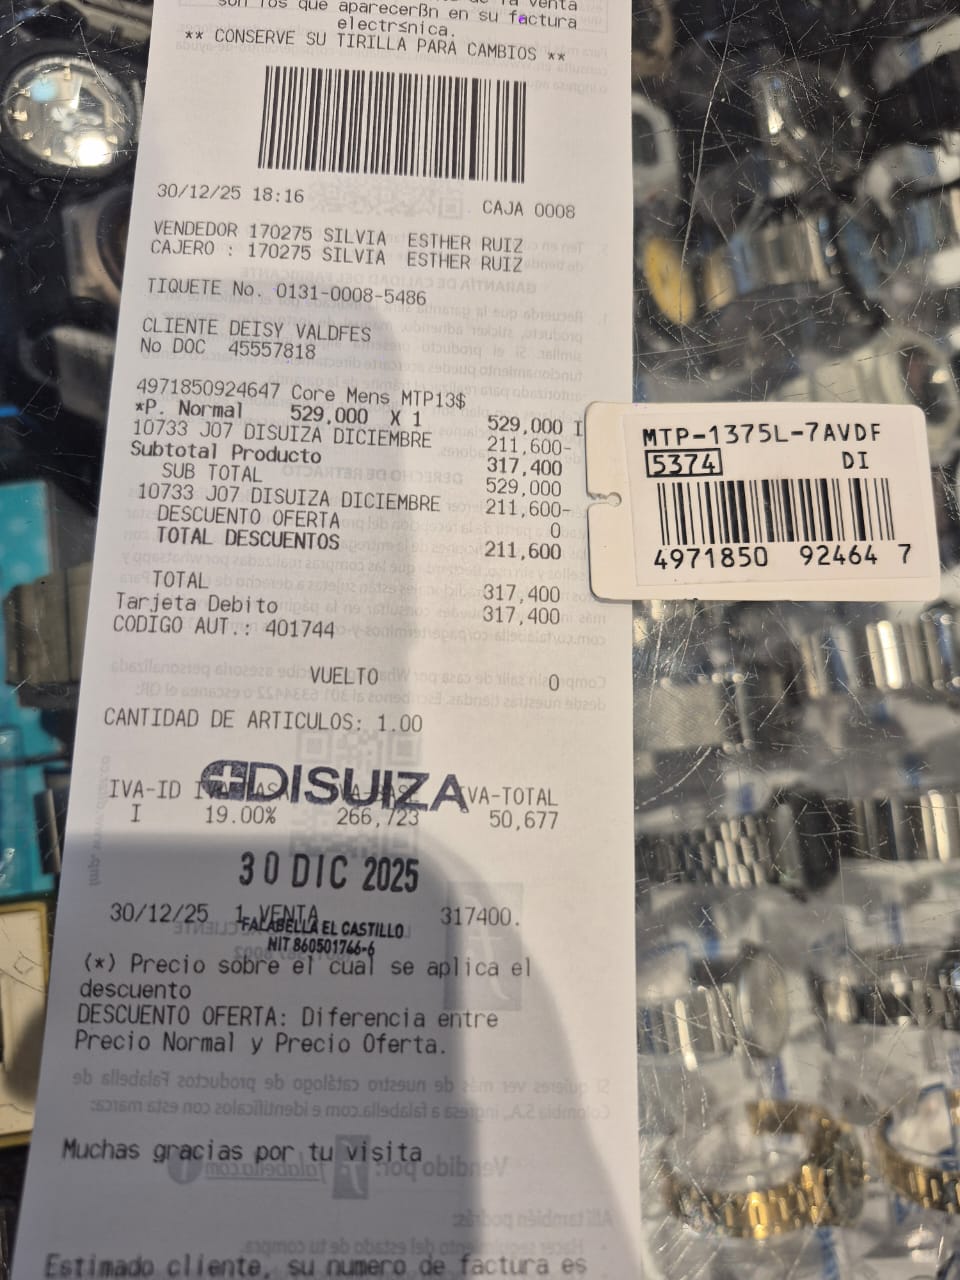 son los que aparecerßn en su factura
electr≤nica.
** CONSERVE SU TIRILLA PARA CAMBIOS **
30/12/25 18:16 CAJA 0008
VENDEDOR 170275 SILVIA ESTHER RUIZ
CAJERO : 170275 SILVIA ESTHER RUIZ
TIQUETE No. 0131-0008-5486
CLIENTE DEISY VALDFES
No DOC 45557818
4971850924647 Core Mens MTP13$
*P. Normal 529,000 X 1 529,000 I
10733 J07 DISUIZA DICIEMBRE 211,600-
Subtotal Producto 317,400
SUB TOTAL 529,000
10733 J07 DISUIZA DICIEMBRE 211,600-
DESCUENTO OFERTA 0
TOTAL DESCUENTOS 211,600
TOTAL 317,400
Tarjeta Debito 317,400
CODIGO AUT.: 401744
VUELTO 0
CANTIDAD DE ARTICULOS: 1.00
DISUIZA
IVA-ID IVA-TOTAL
I 19.00% 266,723 50,677
30 DIC 2025
30/12/25 1 VENTA 317400.
FALABELLA EL CASTILLO
NIT 860501766-6
(*) Precio sobre el cual se aplica el
descuento
DESCUENTO OFERTA: Diferencia entre
Precio Normal y Precio Oferta.
Muchas gracias por tu visita
Estimado cliente, su numero de factura es
MTP-1375L-7AVDF
5374 DI
4971850 92464 7